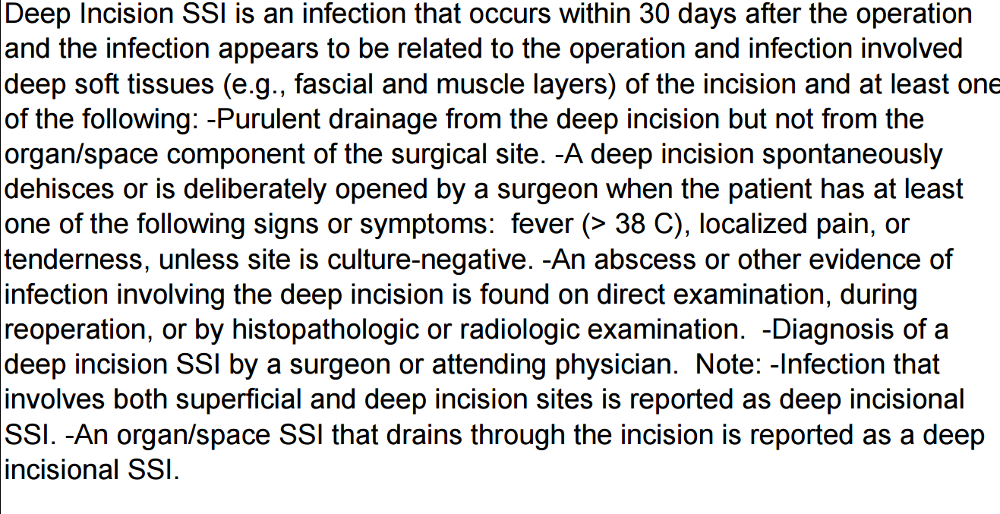 Deep Incision SSI is an infection that occurs within 30 days after the operation
and the infection appears to be related to the operation and infection involved
deep soft tissues (e.g., fascial and muscle layers) of the incision and at least one
of the following: -Purulent drainage from the deep incision but not from the
organ/space component of the surgical site. -A deep incision spontaneously
dehisces or is deliberately opened by a surgeon when the patient has at least
one of the following signs or symptoms:  fever (> 38 C), localized pain, or
tenderness, unless site is culture-negative. -An abscess or other evidence of
infection involving the deep incision is found on direct examination, during
reoperation, or by histopathologic or radiologic examination.  -Diagnosis of a
deep incision SSI by a surgeon or attending physician.  Note: -Infection that
involves both superficial and deep incision sites is reported as deep incisional
SSI. -An organ/space SSI that drains through the incision is reported as a deep
incisional SSI.